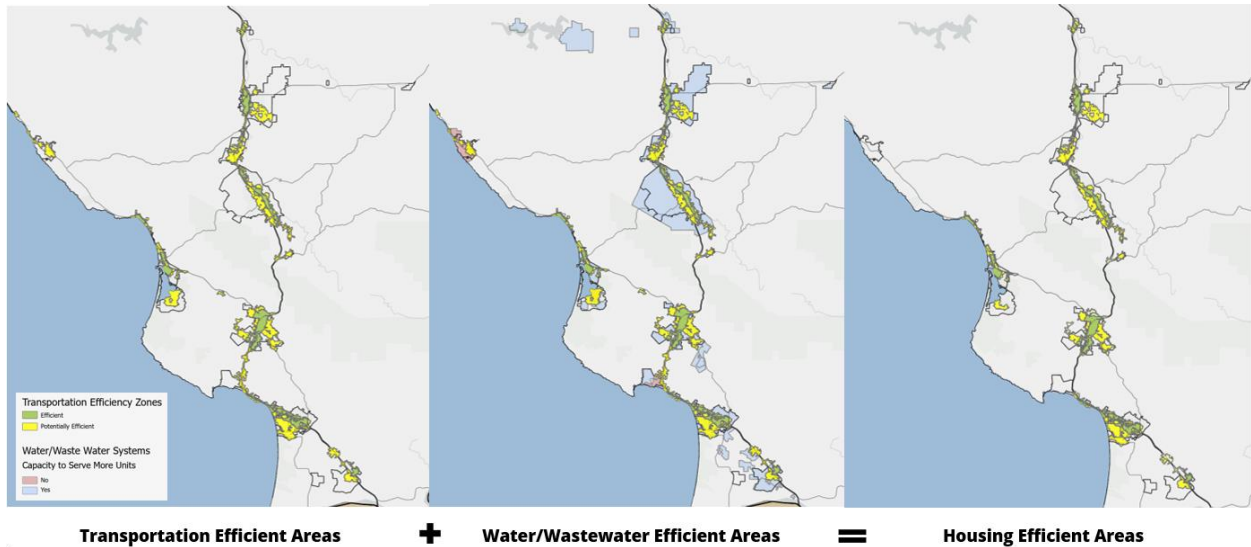 Transportation Efficiency Zones
Efficient
Potentially Efficient
Water/Waste Water Systems
Capacity to Serve More Units
No
Yes
Transportation Efficient Areas + Water/Wastewater Efficient Areas = Housing Efficient Areas